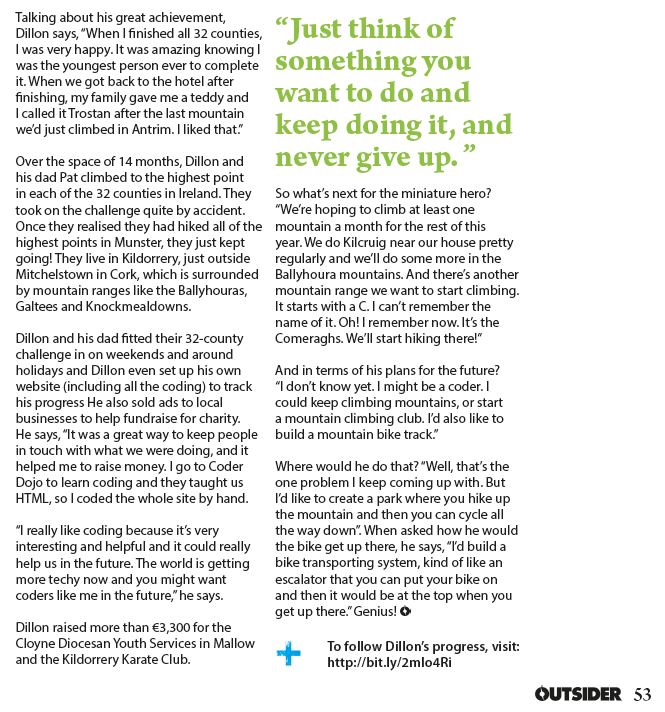 Talking about his great achievement,
Dillon says, “When I finished all 32 counties,
I was very happy. It was amazing knowing I
was the youngest person ever to complete
it. When we got back to the hotel after
finishing, my family gave me a teddy and
I called it Trostan after the last mountain
we’d just climbed in Antrim. I liked that.”
Over the space of 14 months, Dillon and
his dad Pat climbed to the highest point
in each of the 32 counties in Ireland. They
took on the challenge quite by accident.
Once they realised they had hiked all of the
highest points in Munster, they just kept
going! They live in Kildorrery, just outside
Mitchelstown in Cork, which is surrounded
by mountain ranges like the Ballyhouras,
Galtees and Knockmealdowns.
Dillon and his dad fitted their 32-county
challenge in on weekends and around
holidays and Dillon even set up his own
website (including all the coding) to track
his progress He also sold ads to local
businesses to help fundraise for charity.
He says, “It was a great way to keep people
in touch with what we were doing, and it
helped me to raise money. I go to Coder
Dojo to learn coding and they taught us
HTML, so I coded the whole site by hand.
“I really like coding because it’s very
interesting and helpful and it could really
help us in the future. The world is getting
more techy now and you might want
coders like me in the future,” he says.
Dillon raised more than €3,300 for the
Cloyne Diocesan Youth Services in Mallow
and the Kildorrery Karate Club.
“Just think of
something you
want to do and
keep doing it, and
never give up.”
So what’s next for the miniature hero?
“We’re hoping to climb at least one
mountain a month for the rest of this
year. We do Kilcruig near our house pretty
regularly and we’ll do some more in the
Ballyhoura mountains. And there’s another
mountain range we want to start climbing.
It starts with a C. I can’t remember the
name of it. Oh! I remember now. It’s the
Comeraghs. We’ll start hiking there!”
And in terms of his plans for the future?
“I don’t know yet. I might be a coder. I
could keep climbing mountains, or start
a mountain climbing club. I’d also like to
build a mountain bike track.”
Where would he do that? “Well, that’s the
one problem I keep coming up with. But
I’d like to create a park where you hike up
the mountain and then you can cycle all
the way down”. When asked how he would
the bike get up there, he says, “I’d build a
bike transporting system, kind of like an
escalator that you can put your bike on
and then it would be at the top when you
get up there.” Genius!
To follow Dillon’s progress, visit:
http://bit.ly/2mIo4Ri
OUTSIDER 53